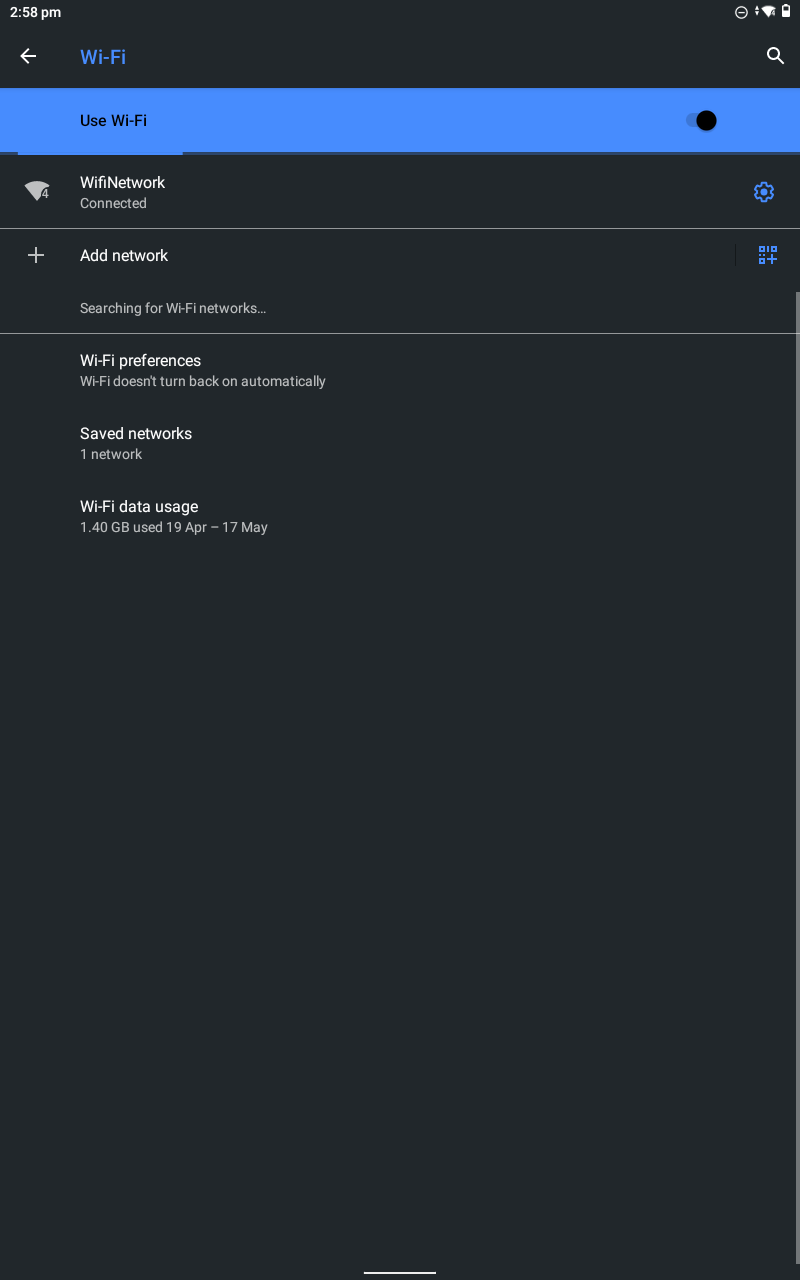 2:58 pm
Wi-Fi
Use Wi-Fi
WifiNetwork
4
Connected
Add network
Searching for Wi-Fi networks…
Wi-Fi preferences
Wi-Fi doesn't turn back on automatically
Saved networks
1 network
Wi-Fi data usage
1.40 GB used 19 Apr – 17 May